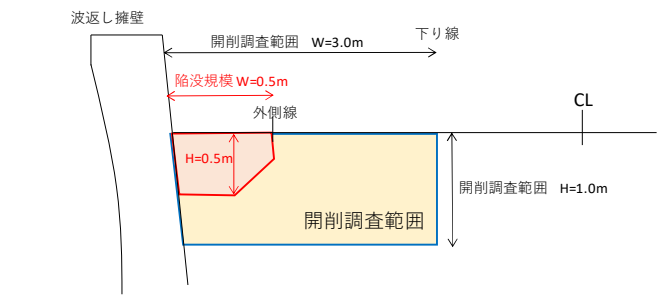 波返し擁壁
下り線
開削調査範囲 W=3.0m
陥没規模 W=0.5m
外側線
CL
H=0.5m
開削調査範囲 H=1.0m
開削調査範囲